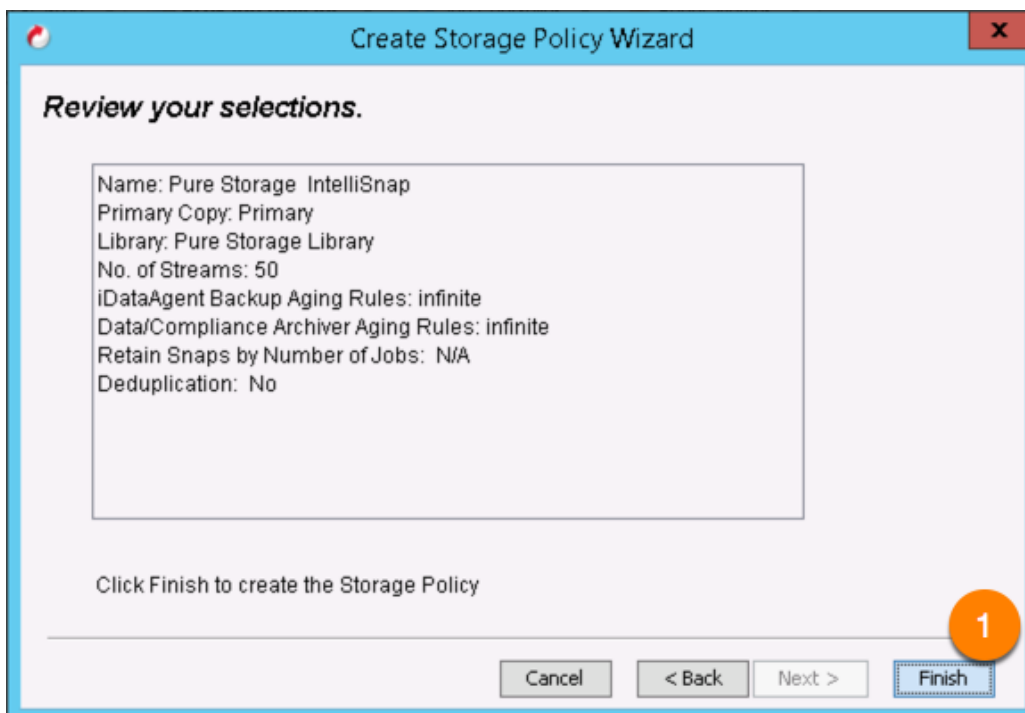 Create Storage Policy Wizard
x
Review your selections.
Name: Pure Storage  IntelliSnap
Primary Copy: Primary
Library: Pure Storage Library
No. of Streams: 50
iDataAgent Backup Aging Rules: infinite
Data/Compliance Archiver Aging Rules: infinite
Retain Snaps by Number of Jobs:  N/A
Deduplication:  No
Click Finish to create the Storage Policy
1
Cancel < Back Next > Finish